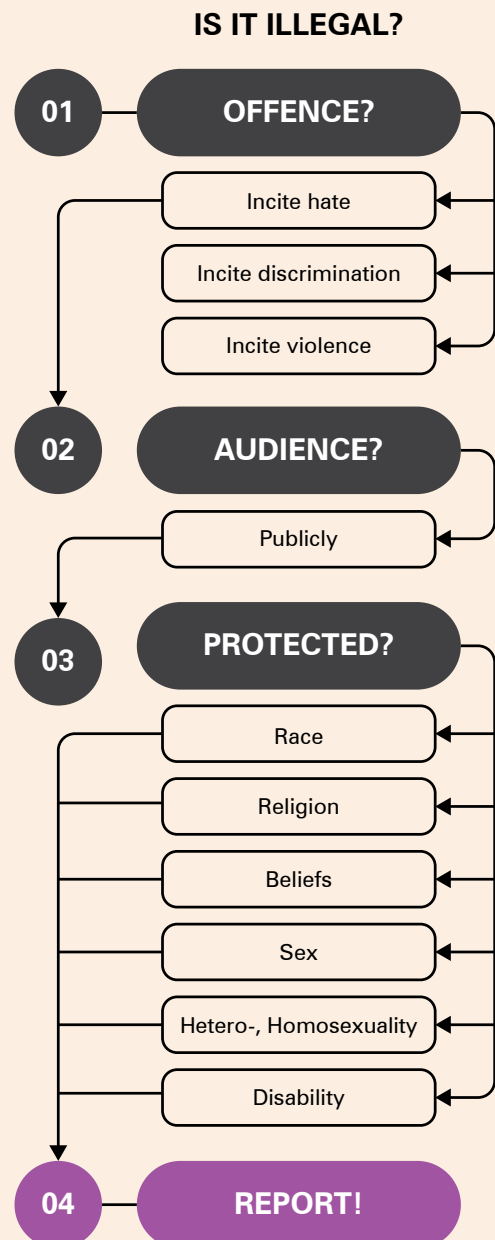 IS IT ILLEGAL?
01
OFFENCE?
Incite hate
Incite discrimination
Incite violence
02
AUDIENCE?
Publicly
03
PROTECTED?
Race
Religion
Beliefs
Sex
Hetero-, Homosexuality
Disability
04
REPORT!